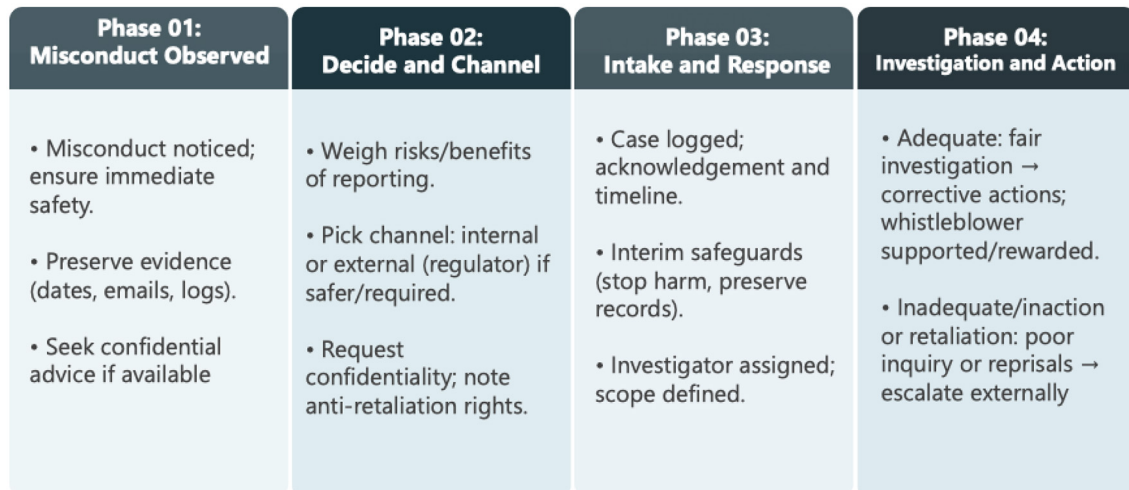 Phase 01:
Misconduct Observed
• Misconduct noticed;
ensure immediate
safety.
• Preserve evidence
(dates, emails, logs).
• Seek confidential
advice if available
Phase 02:
Decide and Channel
• Weigh risks/benefits
of reporting.
• Pick channel: internal
or external (regulator) if
safer/required.
• Request
confidentiality; note
anti-retaliation rights.
Phase 03:
Intake and Response
• Case logged;
acknowledgement and
timeline.
• Interim safeguards
(stop harm, preserve
records).
• Investigator assigned;
scope defined.
Phase 04:
Investigation and Action
• Adequate: fair
investigation →
corrective actions;
whistleblower
supported/rewarded.
• Inadequate/inaction
or retaliation: poor
inquiry or reprisals →
escalate externally